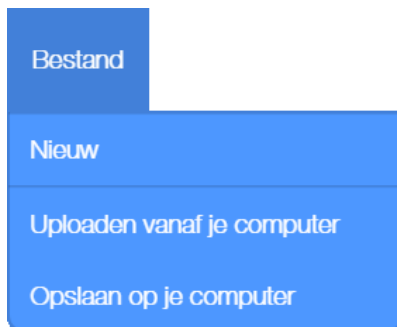 Bestand
Nieuw
Uploaden vanaf je computer
Opslaan op je computer